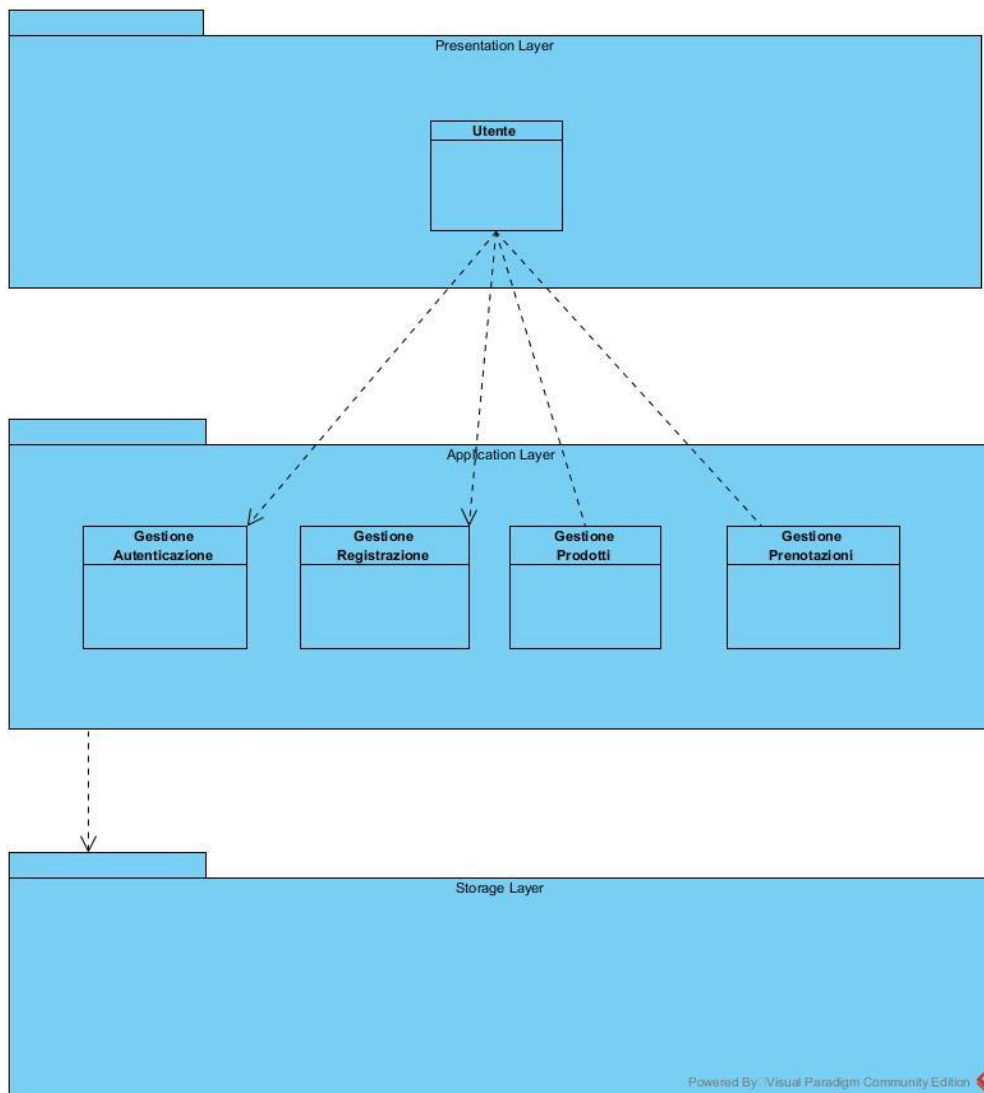 Presentation Layer
Utente
Application Layer
Gestione
Autenticazione
Gestione
Registrazione
Gestione
Prodotti
Gestione
Prenotazioni
Storage Layer
Powered By Visual Paradigm Community Edition